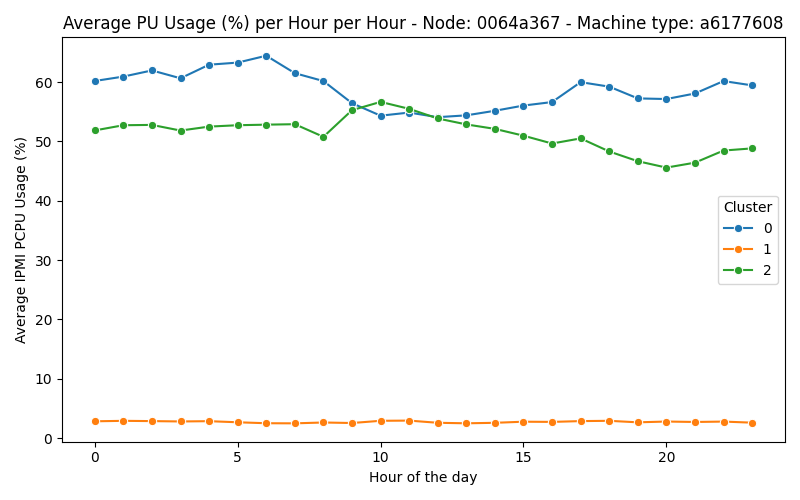 Average PU Usage (%) per Hour per Hour - Node: 0064a367 - Machine type: a6177608
Average IPMI PCPU Usage (%)
60
50
40
30
20
10
0
Cluster
0
1
2
0 5 10 15 20
Hour of the day